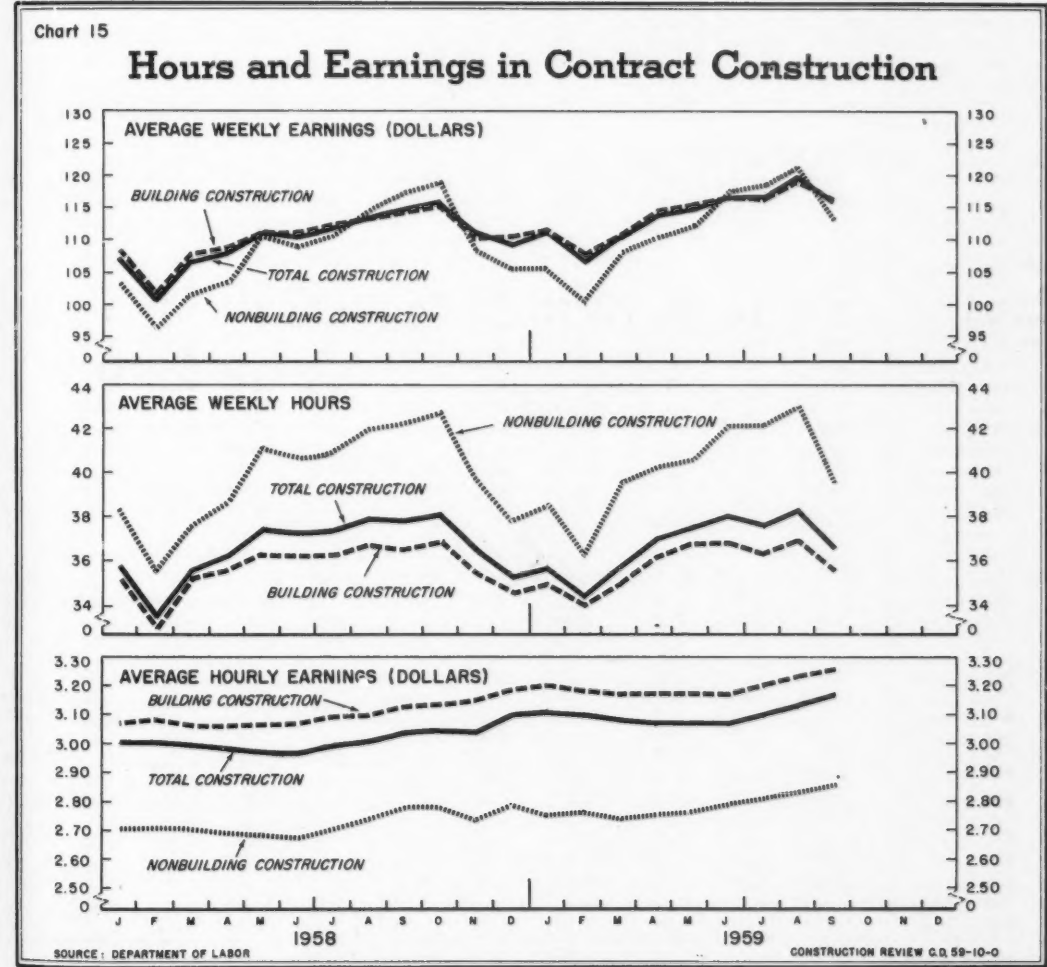 Chart 15
Hours and Earnings in Contract Construction
AVERAGE WEEKLY EARNINGS (DOLLARS)
130 130
125 125
120 120
115 115
110 110
105 105
100 100
95 95
0 0
BUILDING CONSTRUCTION
TOTAL CONSTRUCTION
NONBUILDING CONSTRUCTION
AVERAGE WEEKLY HOURS
44 44
42 42
40 40
38 38
36 36
34 34
0 0
NONBUILDING CONSTRUCTION
TOTAL CONSTRUCTION
BUILDING CONSTRUCTION
AVERAGE HOURLY EARNINGS (DOLLARS)
3.30 3.30
3.20 3.20
3.10 3.10
3.00 3.00
2.90 2.90
2.80 2.80
2.70 2.70
2.60 2.60
2.50 2.50
0 0
BUILDING CONSTRUCTION
TOTAL CONSTRUCTION
NONBUILDING CONSTRUCTION
J F M A M J J A S O N D J F M A M J J A S O N D
1958 1959
SOURCE: DEPARTMENT OF LABOR CONSTRUCTION REVIEW C.D. 59-10-0